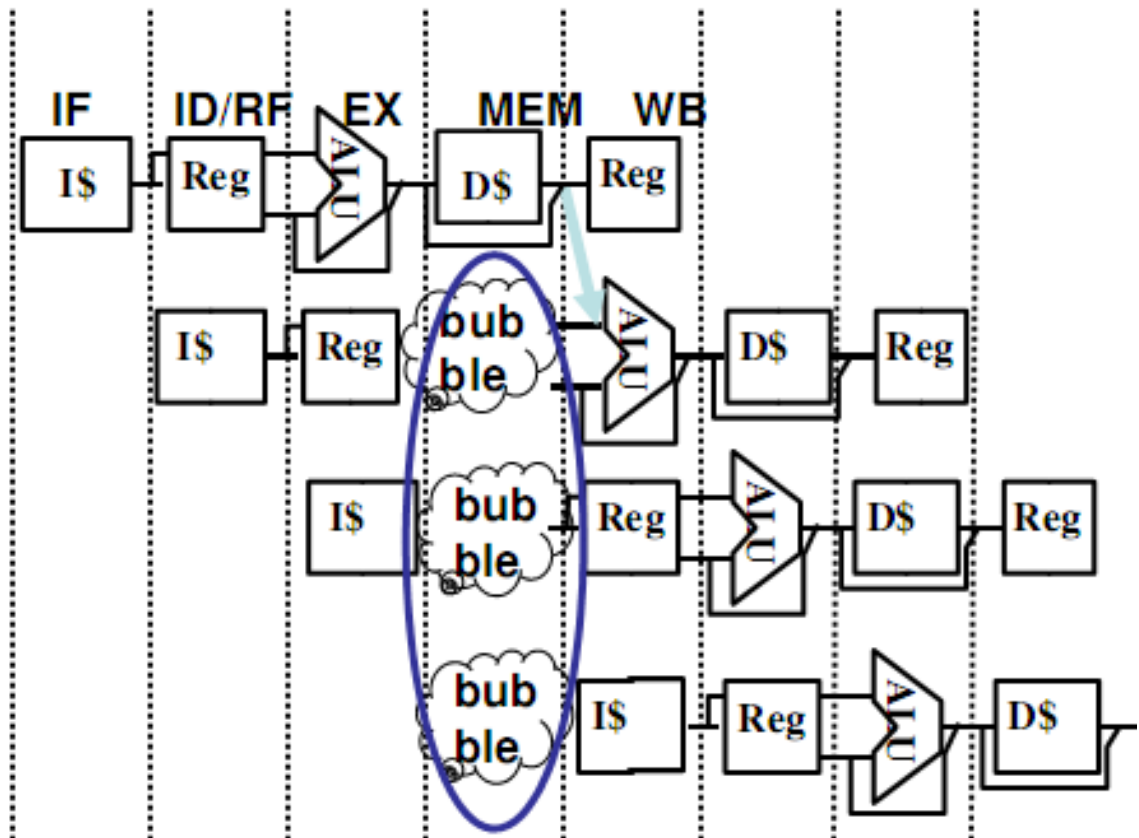 IF ID/RF EX MEM WB
I$ Reg ALU D$ Reg
I$ Reg bub ALU D$ Reg
ble
I$ bub Reg ALU D$ Reg
ble
bub I$ Reg ALU D$
ble